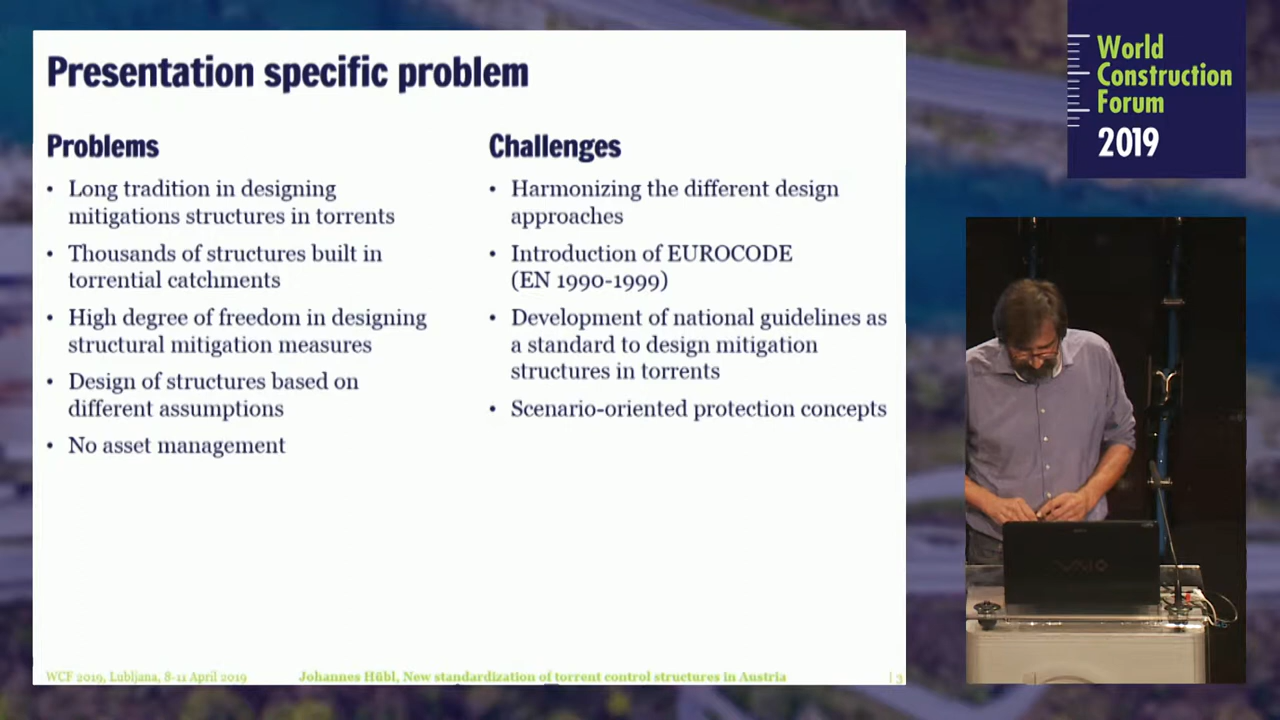 Presentation specific problem
Problems
• Long tradition in designing
mitigations structures in torrents
• Thousands of structures built in
torrential catchments
• High degree of freedom in designing
structural mitigation measures
• Design of structures based on
different assumptions
• No asset management
Challenges
• Harmonizing the different design
approaches
• Introduction of EUROCODE
(EN 1990-1999)
• Development of national guidelines as
a standard to design mitigation
structures in torrents
• Scenario-oriented protection concepts
WCF 2019, Lubljana, 8-11 April 2019
Johannes Hübl, New standardization of torrent control structures in Austria
| 3
World
Construction
Forum
2019
VAIO